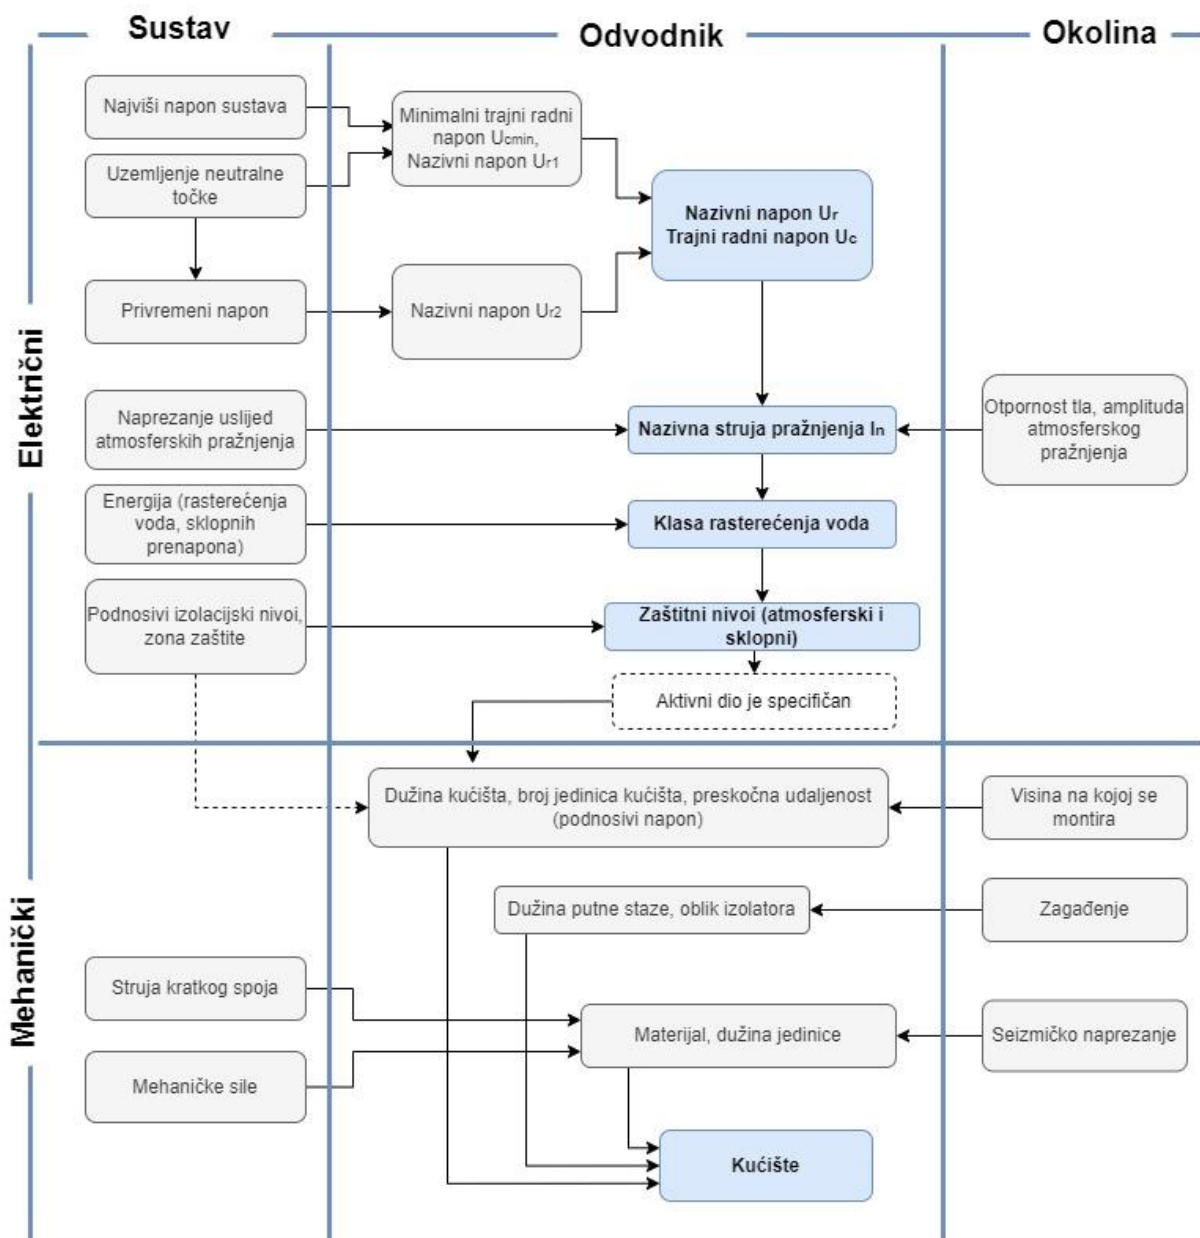 Sustav
Odvodnik
Okolina
Električni
Najviši napon sustava
Minimalni trajni radni
napon Ucmin,
Nazivni napon Ur1
Uzemljenje neutralne
točke
Nazivni napon Ur
Trajni radni napon Uc
Privremeni napon
Nazivni napon Ur2
Naprezanje uslijed
atmosferskih pražnjenja
Nazivna struja pražnjenja In
Otpornost tla, amplituda
atmosferskog
pražnjenja
Energija (rasterećenja
voda, sklopnih
prenapona)
Klasa rasterećenja voda
Podnosivi izolacijski nivoi,
zona zaštite
Zaštitni nivoi (atmosferski i
sklopni)
Aktivni dio je specifičan
Mehanički
Dužina kućišta, broj jedinica kućišta, preskočna udaljenost
(podnosivi napon)
Visina na kojoj se
montira
Dužina putne staze, oblik izolatora
Zagađenje
Struja kratkog spoja
Materijal, dužina jedinice
Seizmičko naprezanje
Mehaničke sile
Kućište